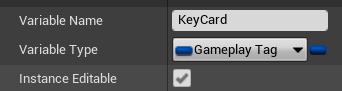 Variable Name KeyCard
Variable Type Gameplay Tag
Instance Editable